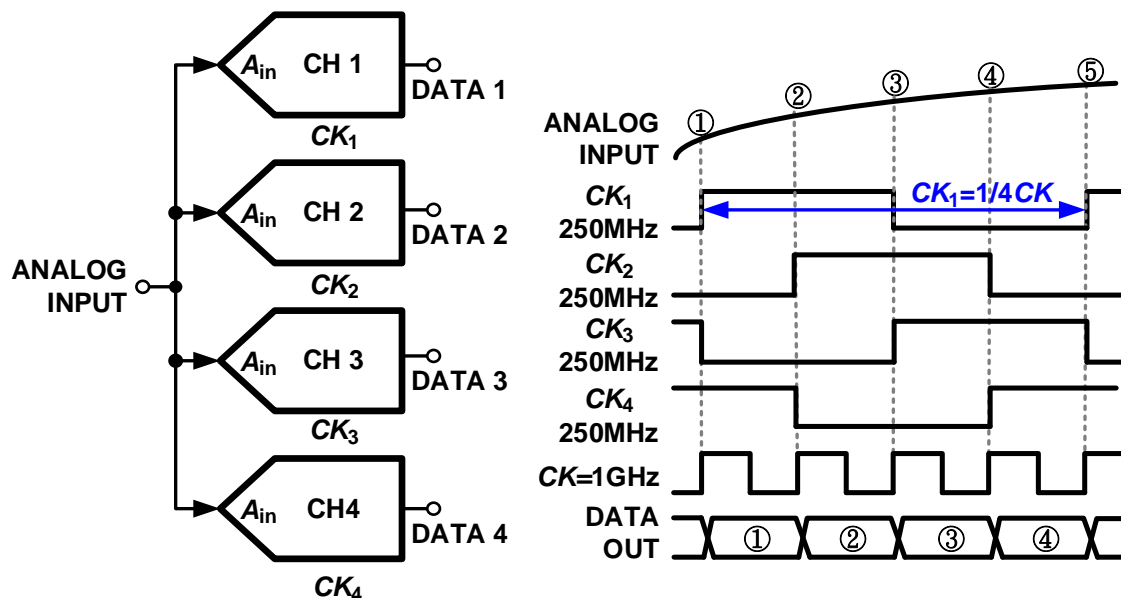 A_in CH 1
DATA 1
CK_1
A_in CH 2
DATA 2
CK_2
ANALOG
INPUT
A_in CH 3
DATA 3
CK_3
A_in CH4
DATA 4
CK_4
① ② ③ ④ ⑤
ANALOG
INPUT
CK_1
250MHz
CK_1=1/4CK
CK_2
250MHz
CK_3
250MHz
CK_4
250MHz
CK=1GHz
DATA
OUT
① ② ③ ④